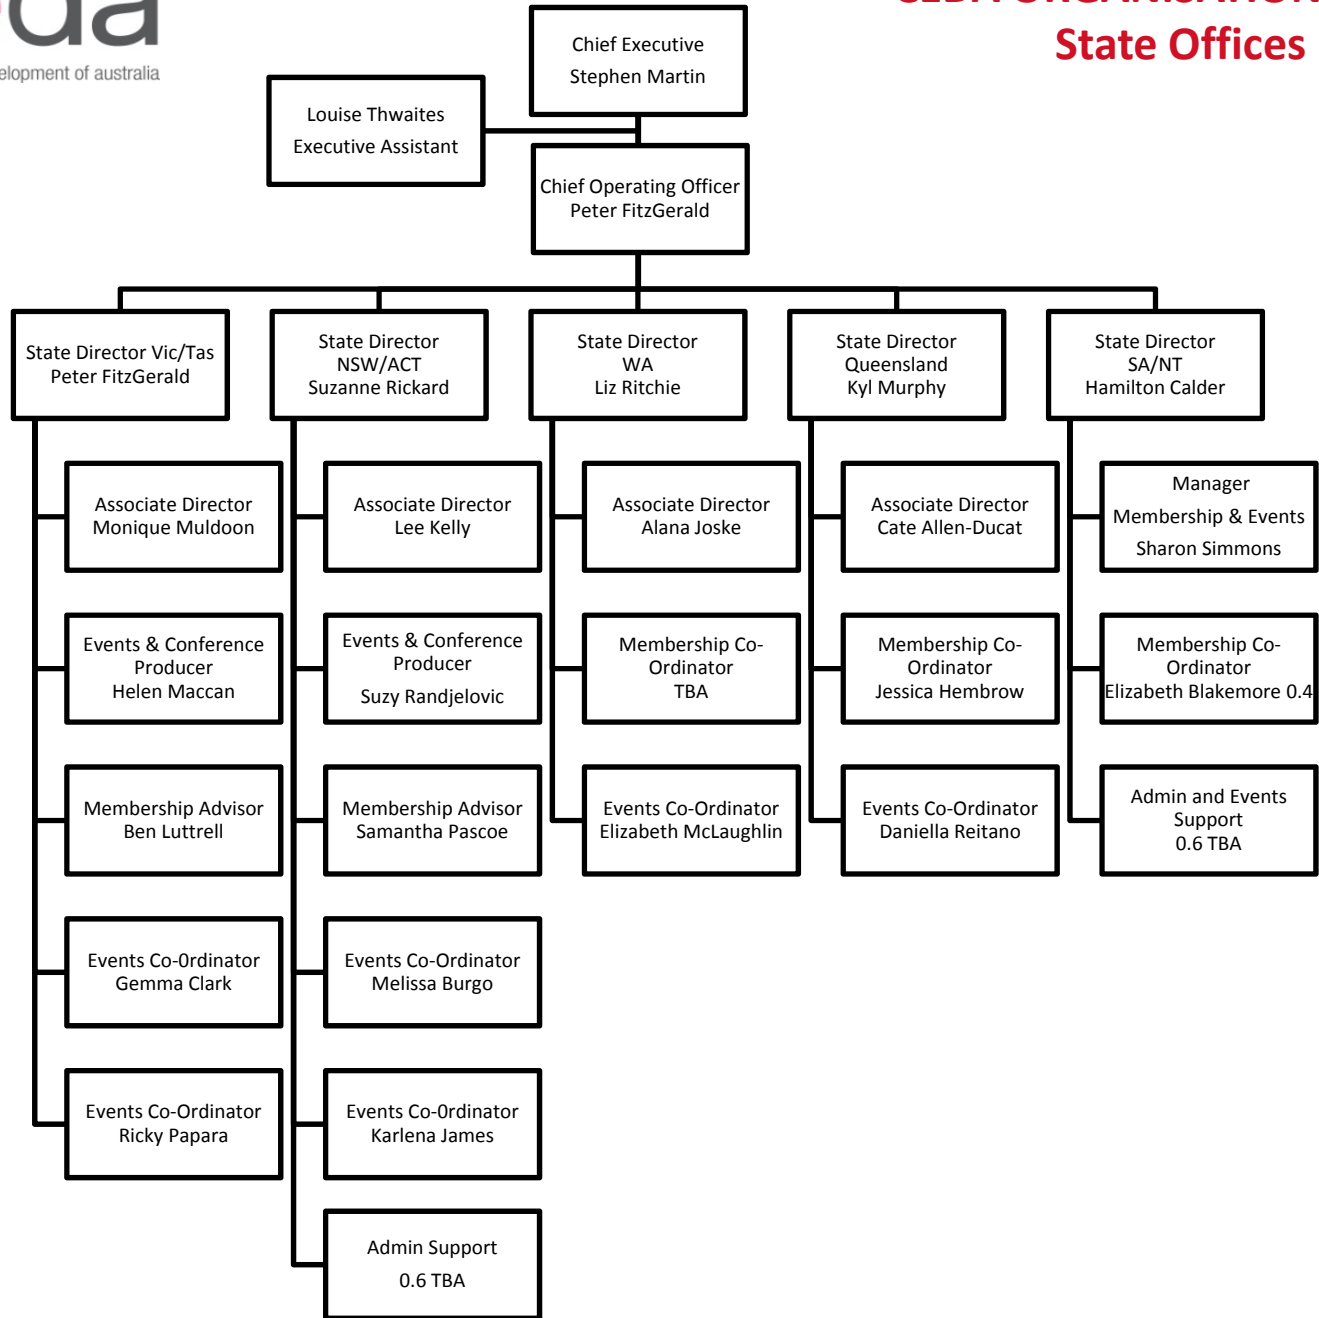 da
elopment of australia
State Offices
Chief Executive
Stephen Martin
Louise Thwaites
Executive Assistant
Chief Operating Officer
Peter FitzGerald
State Director Vic/Tas
Peter FitzGerald
State Director
NSW/ACT
Suzanne Rickard
State Director
WA
Liz Ritchie
State Director
Queensland
Kyl Murphy
State Director
SA/NT
Hamilton Calder
Associate Director
Monique Muldoon
Associate Director
Lee Kelly
Associate Director
Alana Joske
Associate Director
Cate Allen-Ducat
Manager
Membership & Events
Sharon Simmons
Events & Conference
Producer
Helen Maccan
Events & Conference
Producer
Suzy Randjelovic
Membership Co-
Ordinator
TBA
Membership Co-
Ordinator
Jessica Hembrow
Membership Co-
Ordinator
Elizabeth Blakemore 0.4
Membership Advisor
Ben Luttrell
Membership Advisor
Samantha Pascoe
Events Co-Ordinator
Elizabeth McLaughlin
Events Co-Ordinator
Daniella Reitano
Admin and Events
Support
0.6 TBA
Events Co-0rdinator
Gemma Clark
Events Co-Ordinator
Melissa Burgo
Events Co-Ordinator
Ricky Papara
Events Co-0rdinator
Karlena James
Admin Support
0.6 TBA